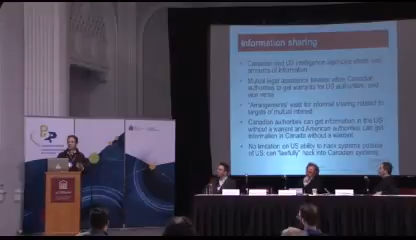 Information sharing
Canadian and US intelligence agencies share vast
amounts of information
Mutual legal assistance treaties allow Canadian
authorities to get warrants for US authorities, and
vice versa
"Arrangements" exist for informal sharing related to
targets of mutual interest
Canadian authorities can get information in the US
without a warrant and American authorities can get
information in Canada without a warrant
No limitation on US ability to hack systems outside of
US, can "lawfully" hack into Canadian systems